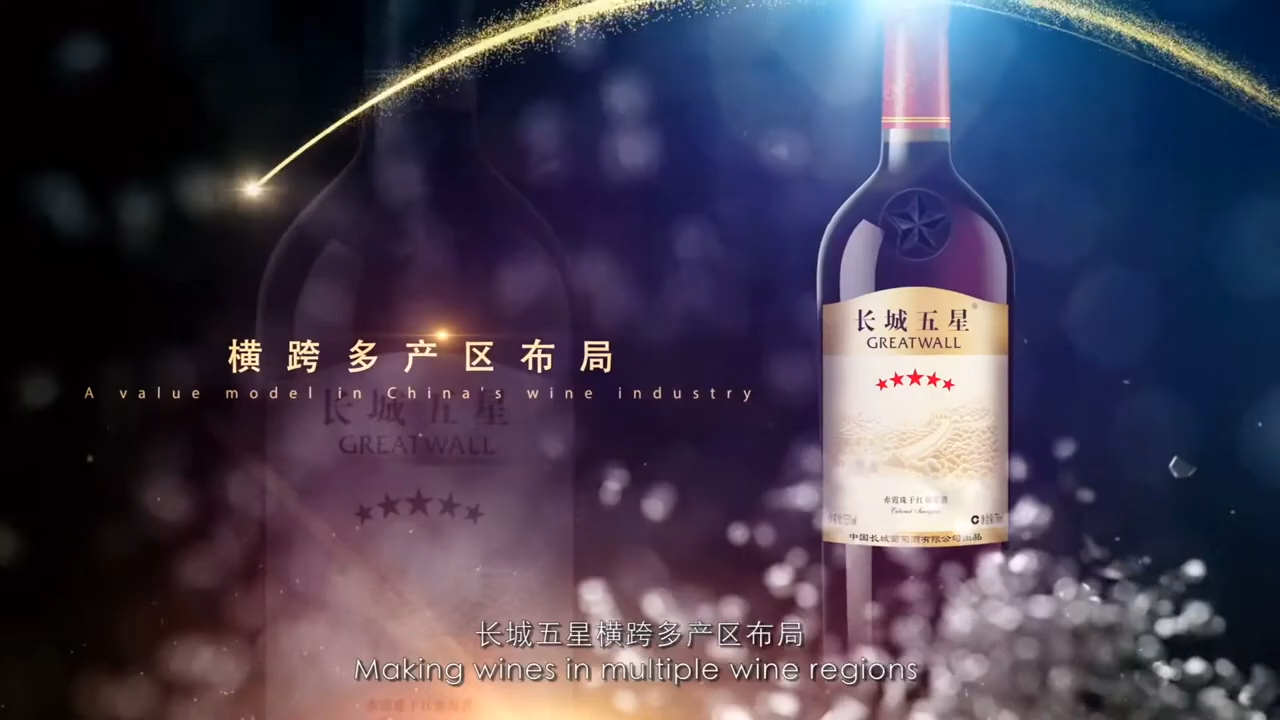 横跨多产区布局
A value model in China's wine industry
长城五星
GREATWALL
长城五星®
GREATWALL
赤霞珠干红葡萄酒
Cabernet Sauvignon
中国长城葡萄酒有限公司出品
长城五星横跨多产区布局
Making wines in multiple wine regions